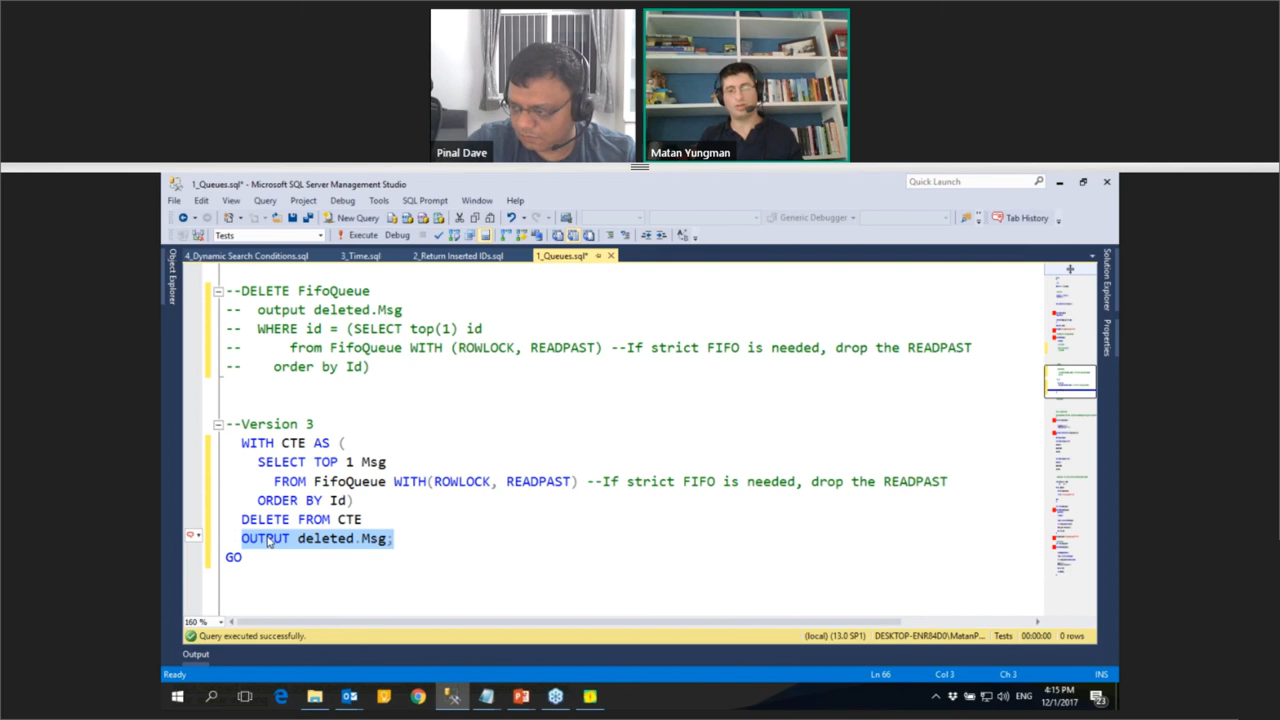 Pinal Dave
Matan Yungman
1_Queues.sql* - Microsoft SQL Server Management Studio
Quick Launch
File Edit View Query Project Debug Tools SQL Prompt Window Help
New Query
Generic Debugger
Tab History
Tests
Execute Debug
Object Explorer
4_Dynamic Search Conditions.sql 3_Time.sql 2_Return Inserted IDs.sql 1_Queues.sql*
Solution Explorer
Properties
--DELETE FifoQueue
-- output deleted.Msg
-- WHERE id = (SELECT top(1) id
-- from FifoQueue WITH (ROWLOCK, READPAST) --If strict FIFO is needed, drop the READPAST
-- order by Id)
--Version 3
WITH CTE AS (
SELECT TOP 1 Msg
FROM FifoQueue WITH(ROWLOCK, READPAST) --If strict FIFO is needed, drop the READPAST
ORDER BY Id)
DELETE FROM CTE
OUTPUT deleted.Msg;
GO
160 %
Query executed successfully.
(local) (13.0 SP1) DESKTOP-ENR84D0\MatanP... Tests 00:00:00 0 rows
Output
Ready
Ln 66 Col 3 Ch 3 INS
ENG
4:15 PM
12/1/2017
23